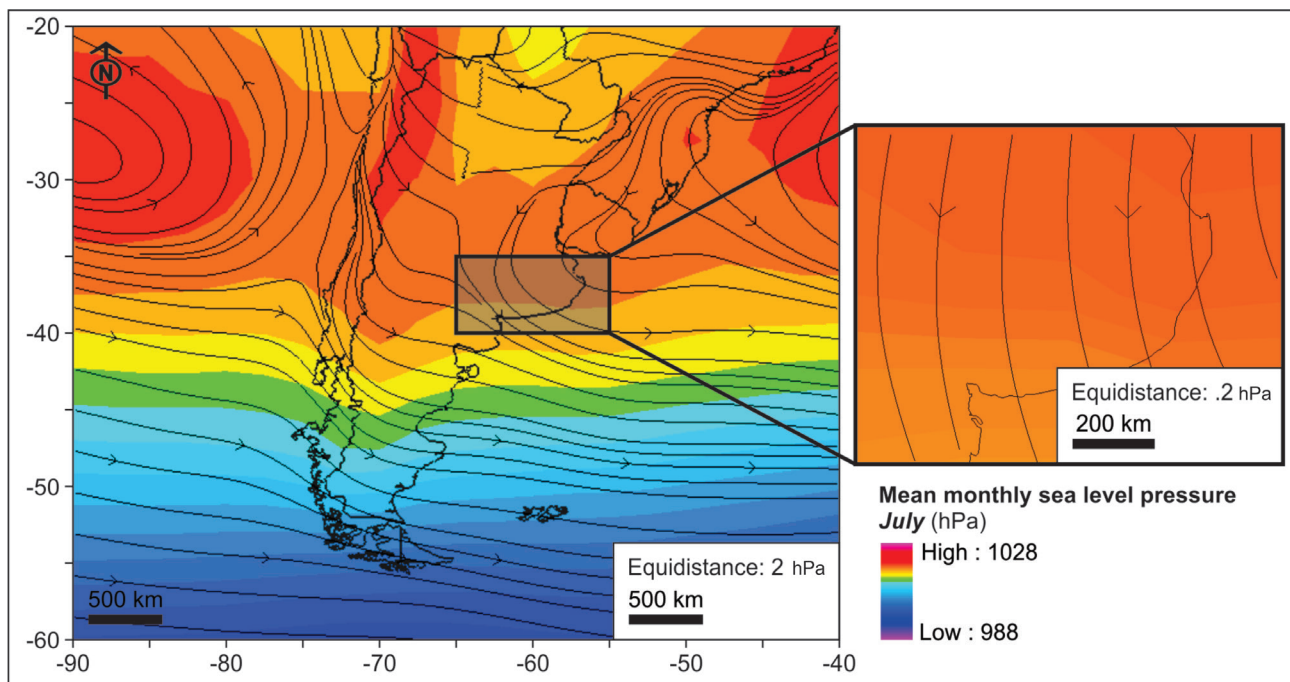 -20
N
-30
-40
-50
-60
500 km
Equidistance: 2 hPa
500 km
-90
-80
-70
-60
-50
-40
Equidistance: .2 hPa
200 km
Mean monthly sea level pressure
July (hPa)
High : 1028
Low : 988